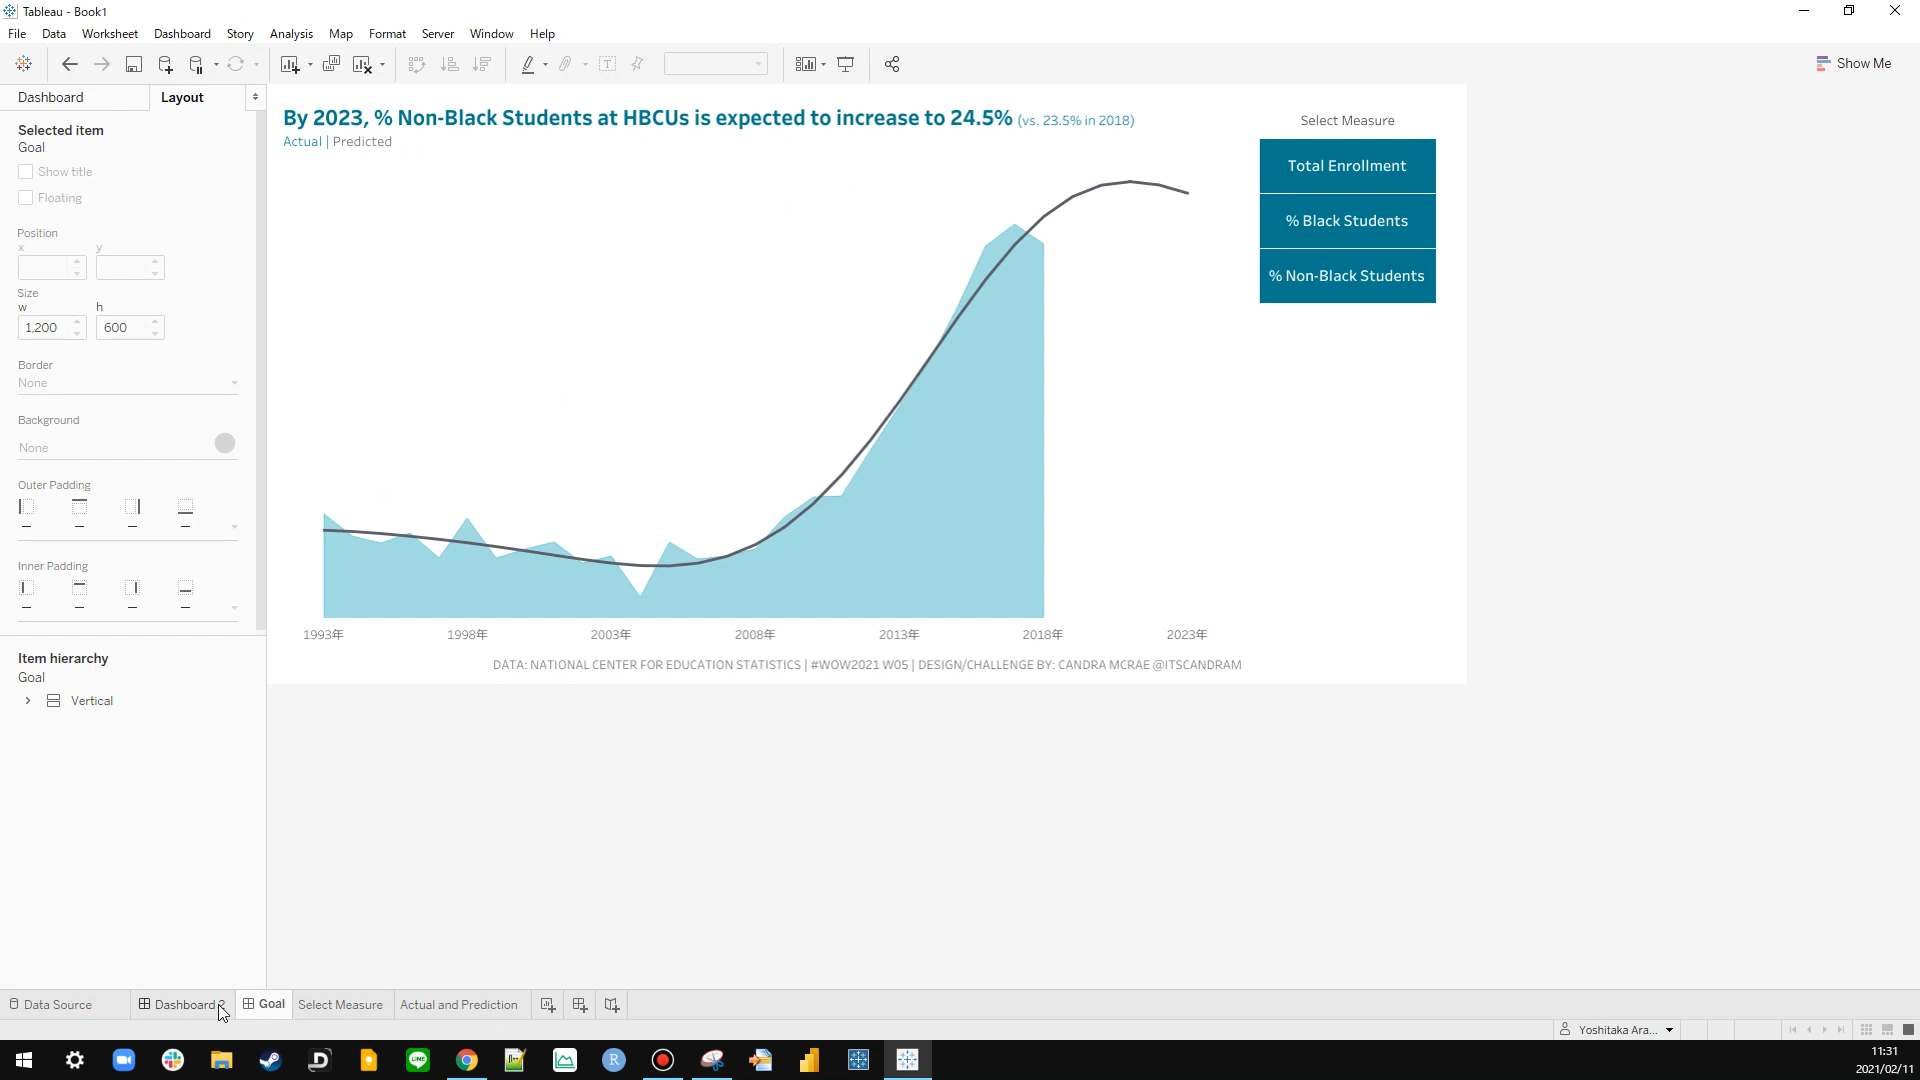 Tableau - Book1
File Data Worksheet Dashboard Story Analysis Map Format Server Window Help
Show Me
Dashboard Layout
Selected item
Goal
Show title
Floating
Position
x y
Size
w h
1,200 600
Border
None
Background
None
Outer Padding
Inner Padding
Item hierarchy
Goal
Vertical
By 2023, % Non-Black Students at HBCUs is expected to increase to 24.5% (vs. 23.5% in 2018)
Actual | Predicted
Select Measure
Total Enrollment
% Black Students
% Non-Black Students
1993年 1998年 2003年 2008年 2013年 2018年 2023年
DATA: NATIONAL CENTER FOR EDUCATION STATISTICS | #WOW2021 W05 | DESIGN/CHALLENGE BY: CANDRA MCRAE @ITSCANDRAM
Data Source Dashboard 2 Goal Select Measure Actual and Prediction
Yoshitaka Ara...
LINE
R
11:31
2021/02/11